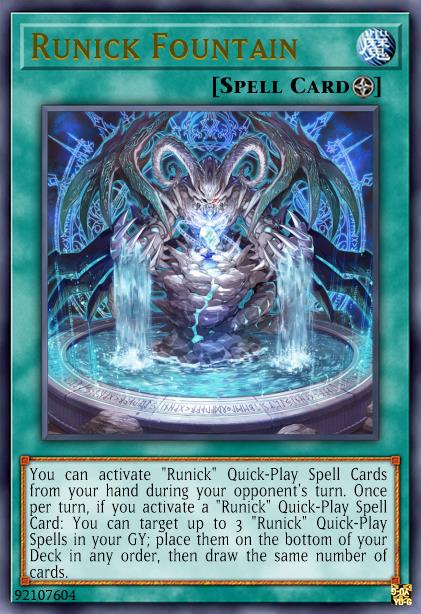 Runick Fountain
魔
[Spell Card]
You can activate "Runick" Quick-Play Spell Cards
from your hand during your opponent's turn. Once
per turn, if you activate a "Runick" Quick-Play Spell
Card: You can target up to 3 "Runick" Quick-Play
Spells in your GY; place them on the bottom of your
Deck in any order, then draw the same number of
cards.
92107604